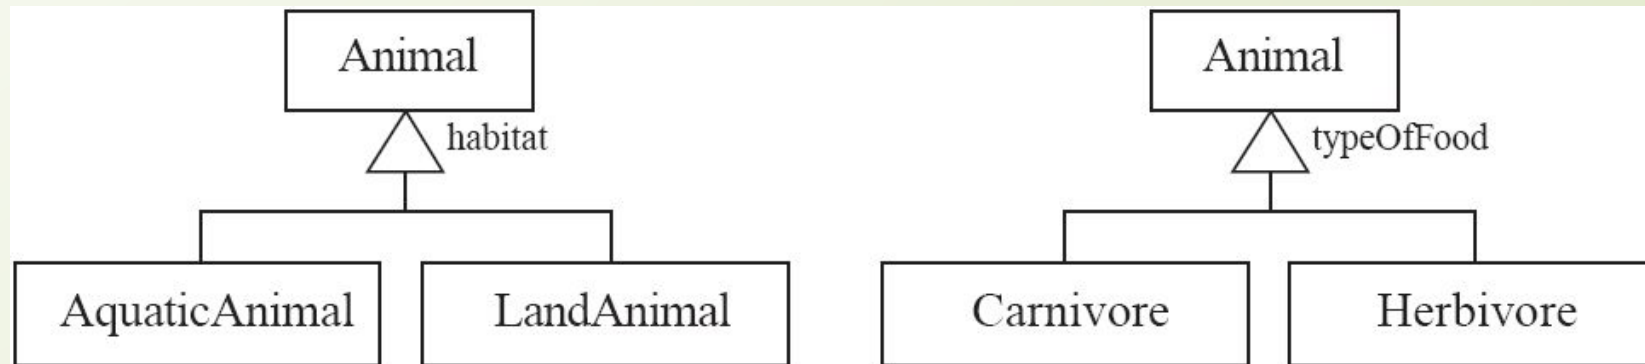 Animal
habitat
AquaticAnimal
LandAnimal
Animal
typeOfFood
Carnivore
Herbivore